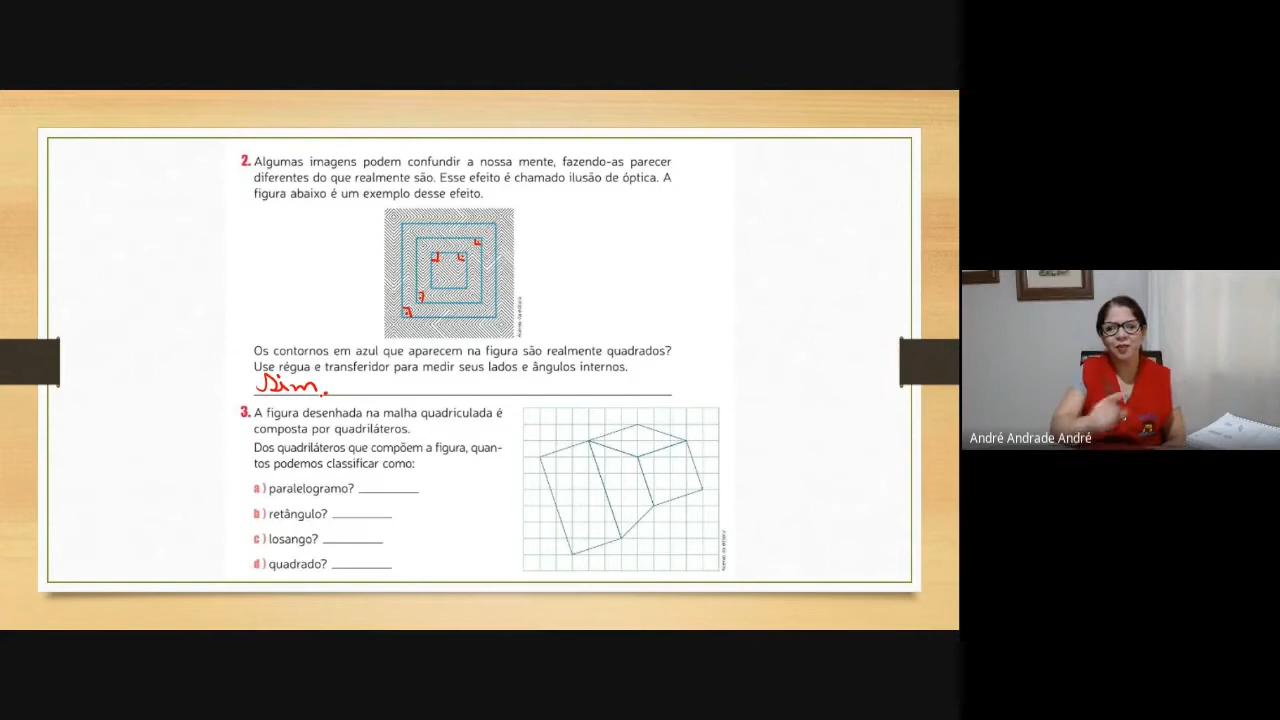 2. Algumas imagens podem confundir a nossa mente, fazendo-as parecer
diferentes do que realmente são. Esse efeito é chamado ilusão de óptica. A
figura abaixo é um exemplo desse efeito.
Os contornos em azul que aparecem na figura são realmente quadrados?
Use régua e transferidor para medir seus lados e ângulos internos.
Sim.
3. A figura desenhada na malha quadriculada é
composta por quadriláteros.
Dos quadriláteros que compõem a figura, quan-
tos podemos classificar como:
a) paralelogramo?
b) retângulo?
c) losango?
d) quadrado?
André Andrade André